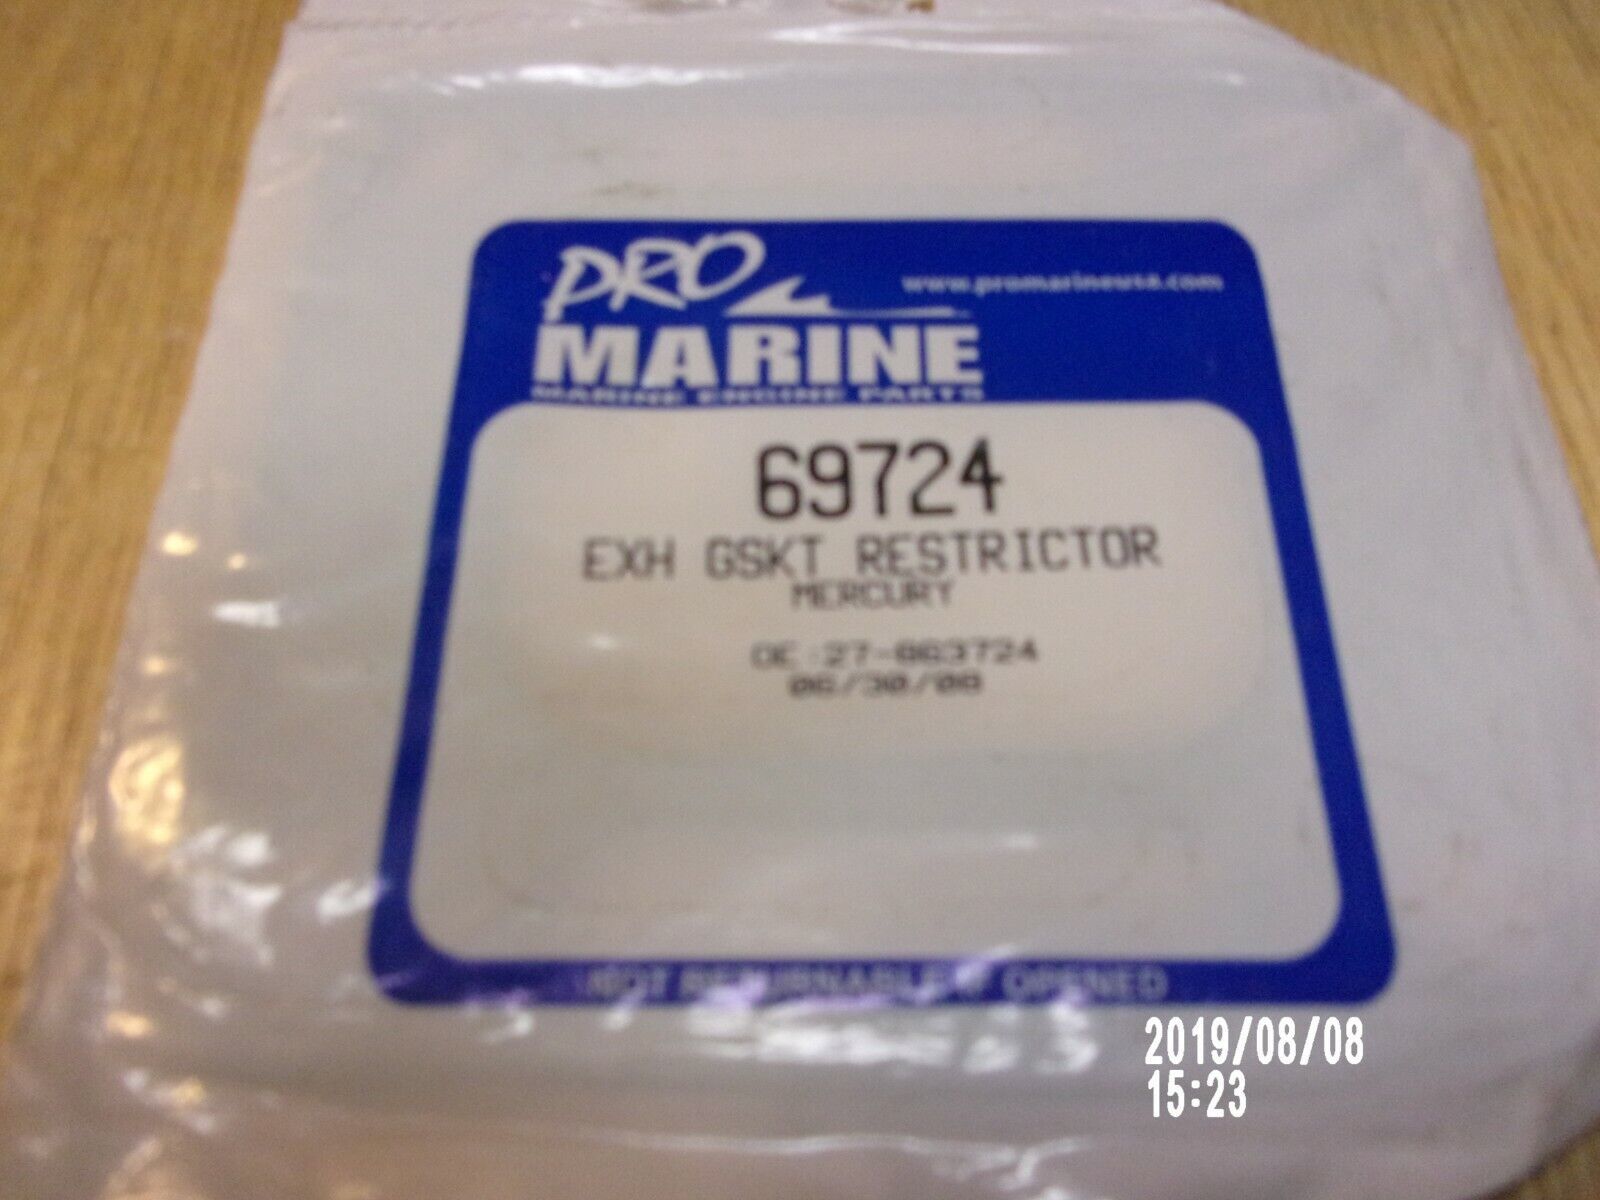 PRO
MARINE
MARINE ENGINE PARTS
www.promarineusa.com
69724
EXH GSKT RESTRICTOR
MERCURY
OE:27-863724
06/30/08
NOT RETURNABLE IF OPENED
2019/08/08
15:23